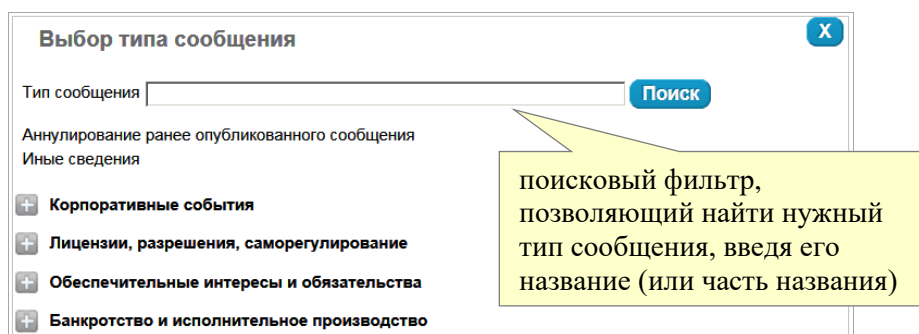 Выбор типа сообщения
X
Тип сообщения
Поиск
Аннулирование ранее опубликованного сообщения
Иные сведения
Корпоративные события
Лицензии, разрешения, саморегулирование
Обеспечительные интересы и обязательства
Банкротство и исполнительное производство
поисковый фильтр,
позволяющий найти нужный
тип сообщения, введя его
название (или часть названия)